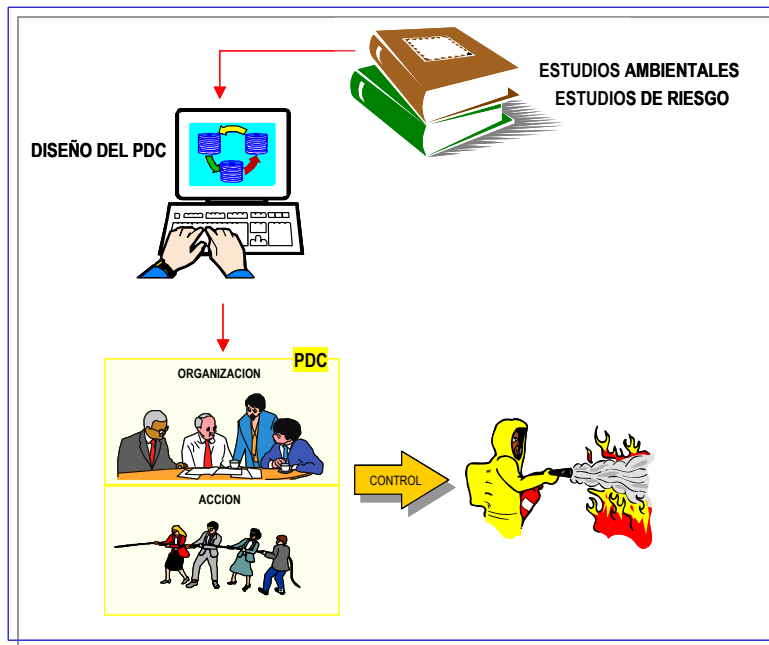 ESTUDIOS AMBIENTALES
ESTUDIOS DE RIESGO
DISEÑO DEL PDC
PDC
ORGANIZACION
CONTROL
ACCION